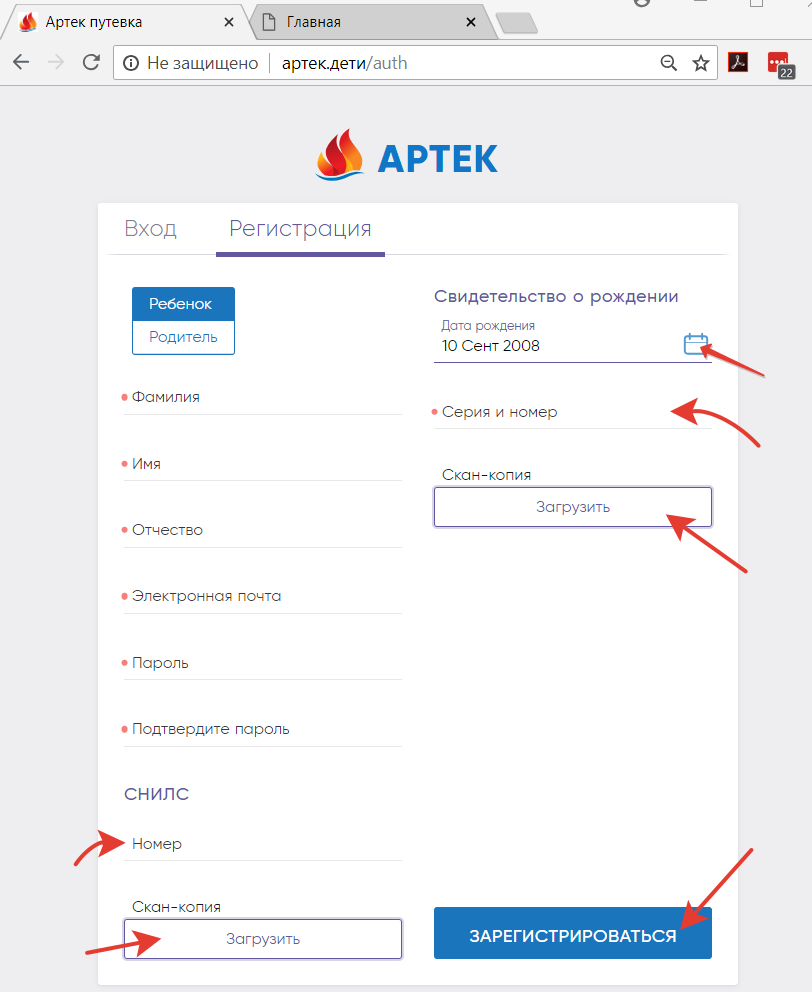 Артек путевка
Главная
Не защищено
артек.дети/auth
22
АРТЕК
Вход
Регистрация
Ребенок
Родитель
Фамилия
Имя
Отчество
Электронная почта
Пароль
Подтвердите пароль
СНИЛС
Номер
Скан-копия
Загрузить
Свидетельство о рождении
Дата рождения
10 Сент 2008
Серия и номер
Скан-копия
Загрузить
ЗАРЕГИСТРИРОВАТЬСЯ